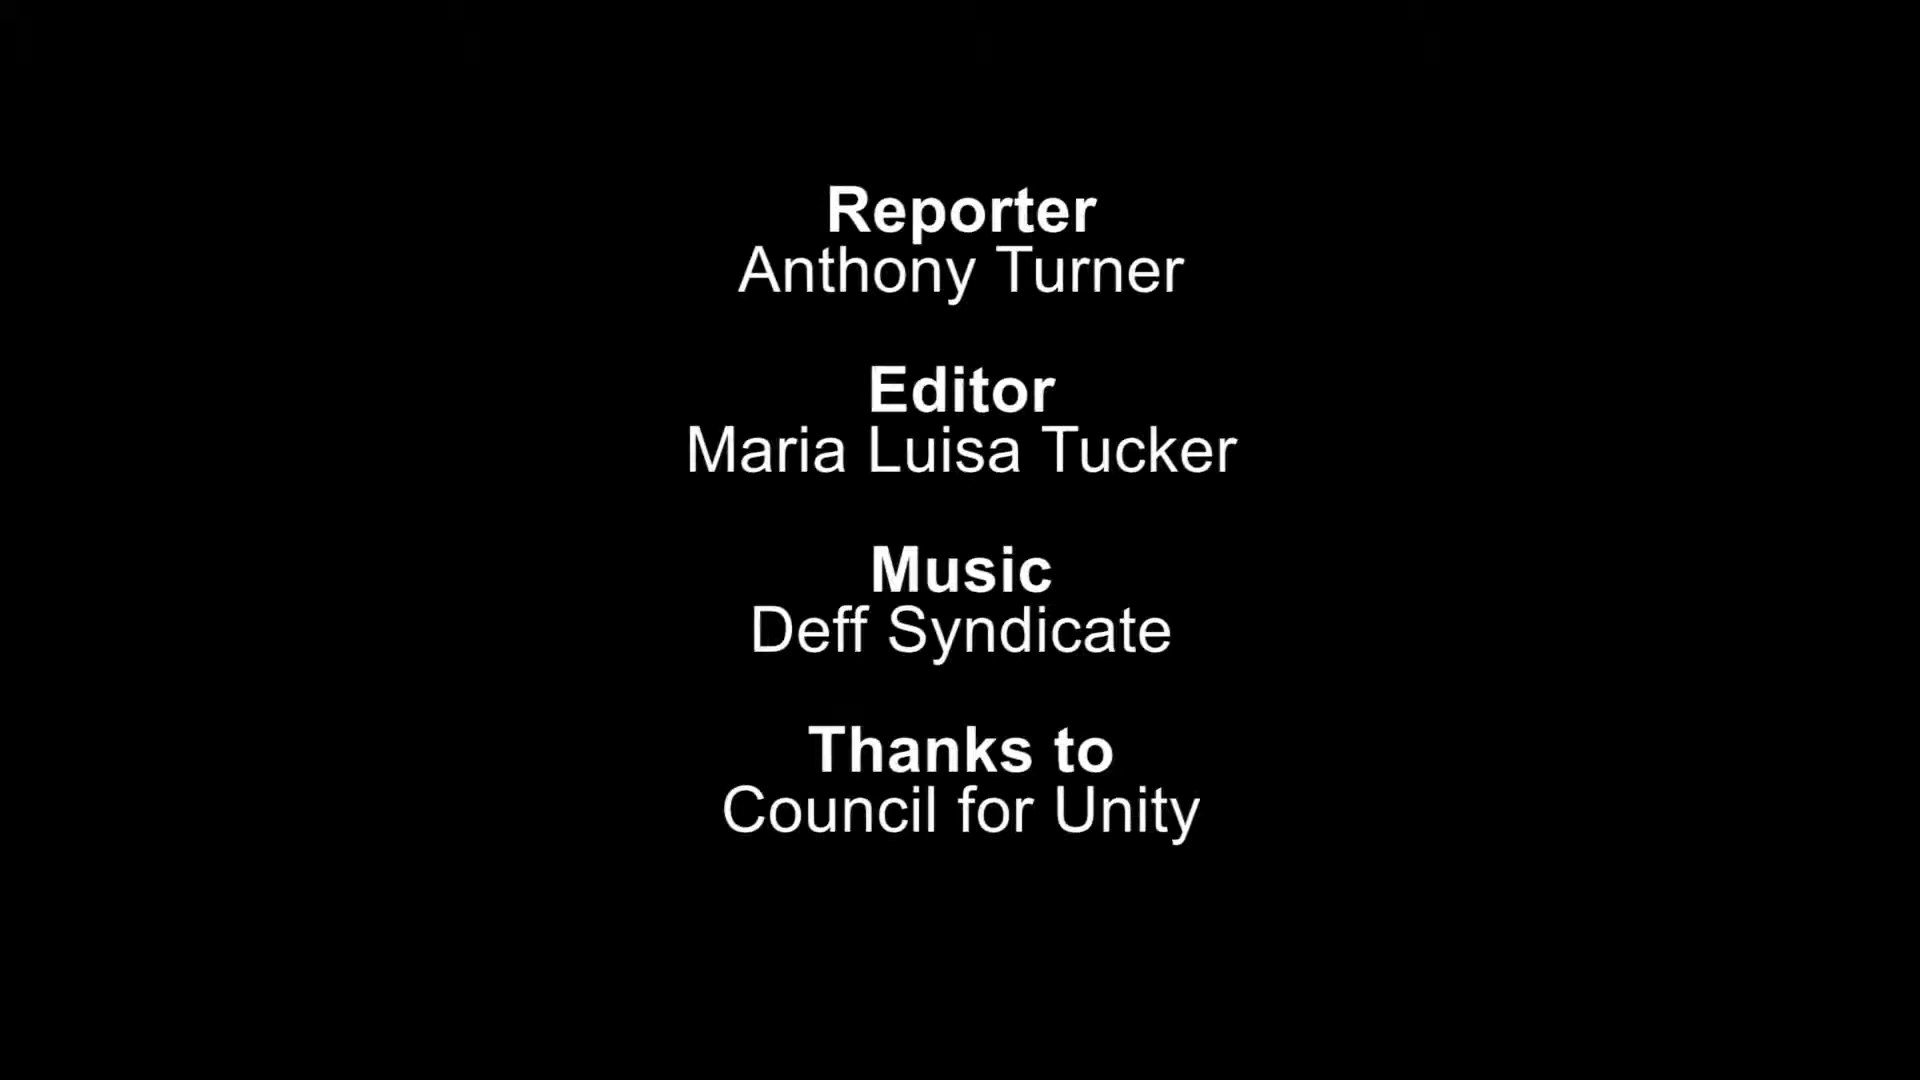 Reporter
Anthony Turner
Editor
Maria Luisa Tucker
Music
Deff Syndicate
Thanks to
Council for Unity